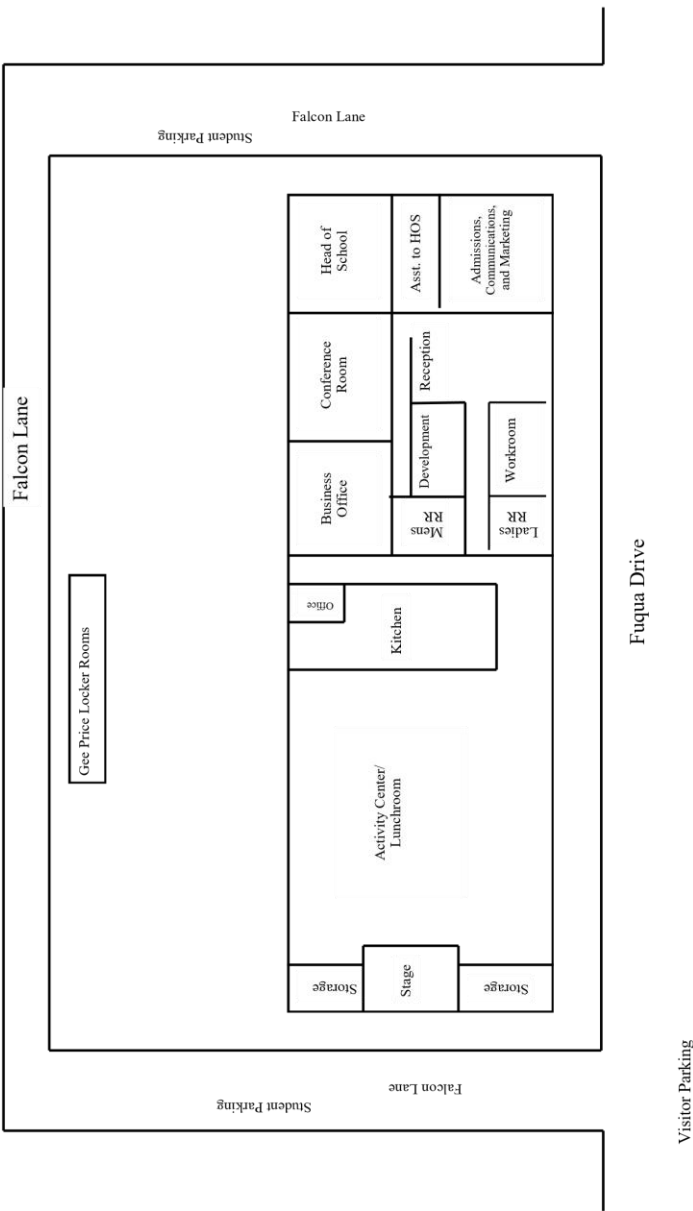 Falcon Lane
Student Parking
Head of
School
Asst. to HOS
Admissions,
Communications,
and Marketing
Conference
Room
Reception
Falcon Lane
Business
Office
Development
Workroom
Mens
RR
Ladies
RR
Office
Kitchen
Fuqua Drive
Gee Price Locker Rooms
Activity Center/
Lunchroom
Storage
Stage
Storage
Falcon Lane
Student Parking
Visitor Parking